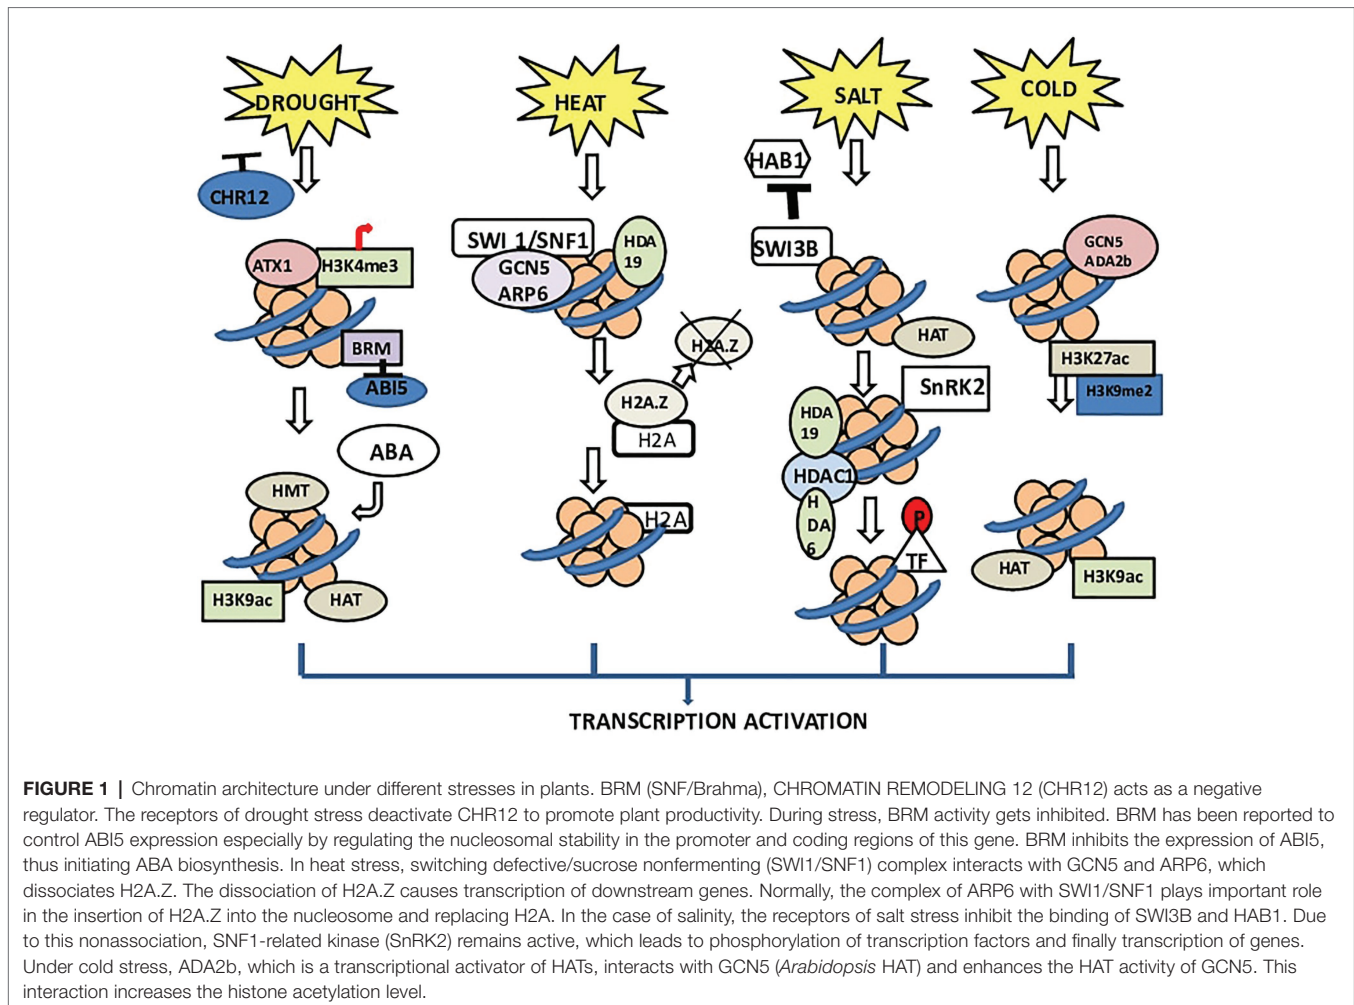 DROUGHT
HEAT
SALT
COLD
CHR12
HAB1
ATX1
H3K4me3
SWI 1/SNF1
GCN5
ARP6
HDA
19
SWI3B
GCN5
ADA2b
BRM
ABI5
H2A.Z
HAT
H3K27ac
H3K9me2
H2A.Z
H2A
SnRK2
HDA
19
ABA
HDAC1
HMT
H
DA
6
H2A
P
TF
H3K9ac
HAT
HAT
H3K9ac
TRANSCRIPTION ACTIVATION
FIGURE 1 | Chromatin architecture under different stresses in plants. BRM (SNF/Brahma), CHROMATIN REMODELING 12 (CHR12) acts as a negative
regulator. The receptors of drought stress deactivate CHR12 to promote plant productivity. During stress, BRM activity gets inhibited. BRM has been reported to
control ABI5 expression especially by regulating the nucleosomal stability in the promoter and coding regions of this gene. BRM inhibits the expression of ABI5,
thus initiating ABA biosynthesis. In heat stress, switching defective/sucrose nonfermenting (SWI1/SNF1) complex interacts with GCN5 and ARP6, which
dissociates H2A.Z. The dissociation of H2A.Z causes transcription of downstream genes. Normally, the complex of ARP6 with SWI1/SNF1 plays important role
in the insertion of H2A.Z into the nucleosome and replacing H2A. In the case of salinity, the receptors of salt stress inhibit the binding of SWI3B and HAB1. Due
to this nonassociation, SNF1-related kinase (SnRK2) remains active, which leads to phosphorylation of transcription factors and finally transcription of genes.
Under cold stress, ADA2b, which is a transcriptional activator of HATs, interacts with GCN5 (Arabidopsis HAT) and enhances the HAT activity of GCN5. This
interaction increases the histone acetylation level.